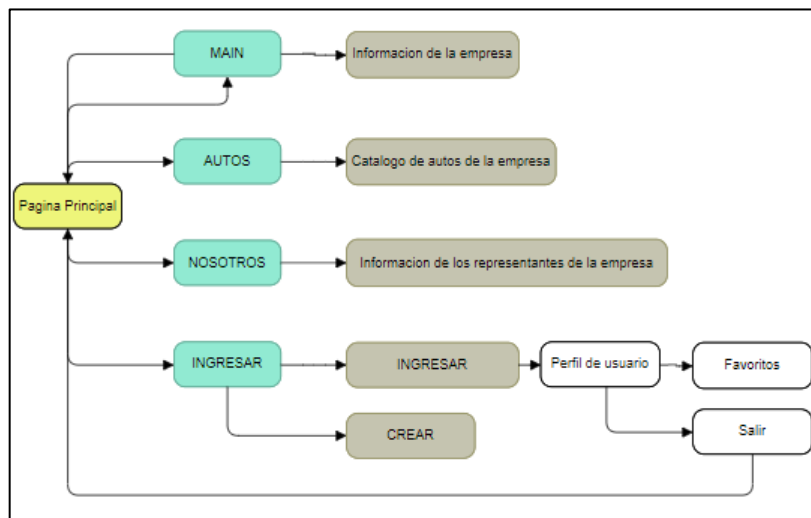 MAIN
Informacion de la empresa
AUTOS
Catalogo de autos de la empresa
Pagina Principal
NOSOTROS
Informacion de los representantes de la empresa
INGRESAR
INGRESAR
Perfil de usuario
Favoritos
CREAR
Salir